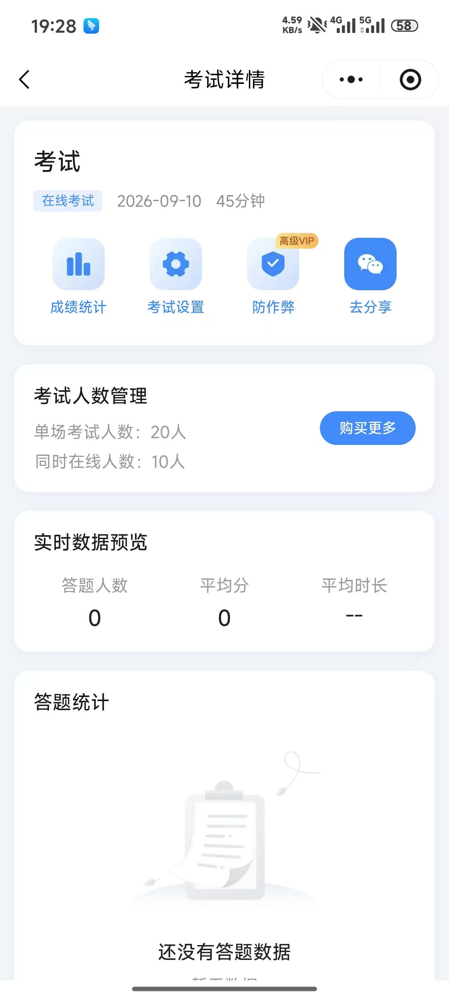 19:28
4.59 KB/s 4G 5G 58
考试详情
考试
在线考试 2026-09-10 45分钟
高级VIP
成绩统计 考试设置 防作弊 去分享
考试人数管理
单场考试人数：20人
购买更多
同时在线人数：10人
实时数据预览
答题人数 平均分 平均时长
0 0 --
答题统计
还没有答题数据